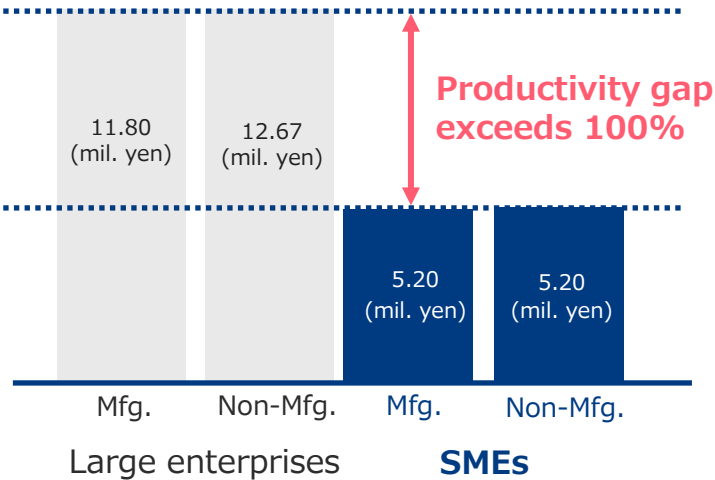 Productivity gap
exceeds 100%
11.80
(mil. yen)
12.67
(mil. yen)
5.20
(mil. yen)
5.20
(mil. yen)
Mfg.
Non-Mfg.
Mfg.
Non-Mfg.
Large enterprises
SMEs